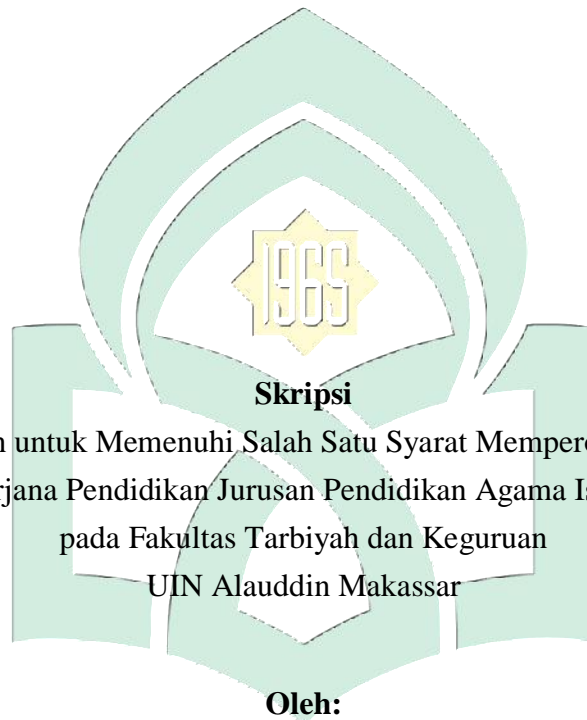 1965
Skripsi
untuk Memenuhi Salah Satu Syarat
Pendidikan Jurusan Pendidikan Agama
pada Fakultas Tarbiyah dan Keguruan
UIN Alauddin Makassar
Oleh: